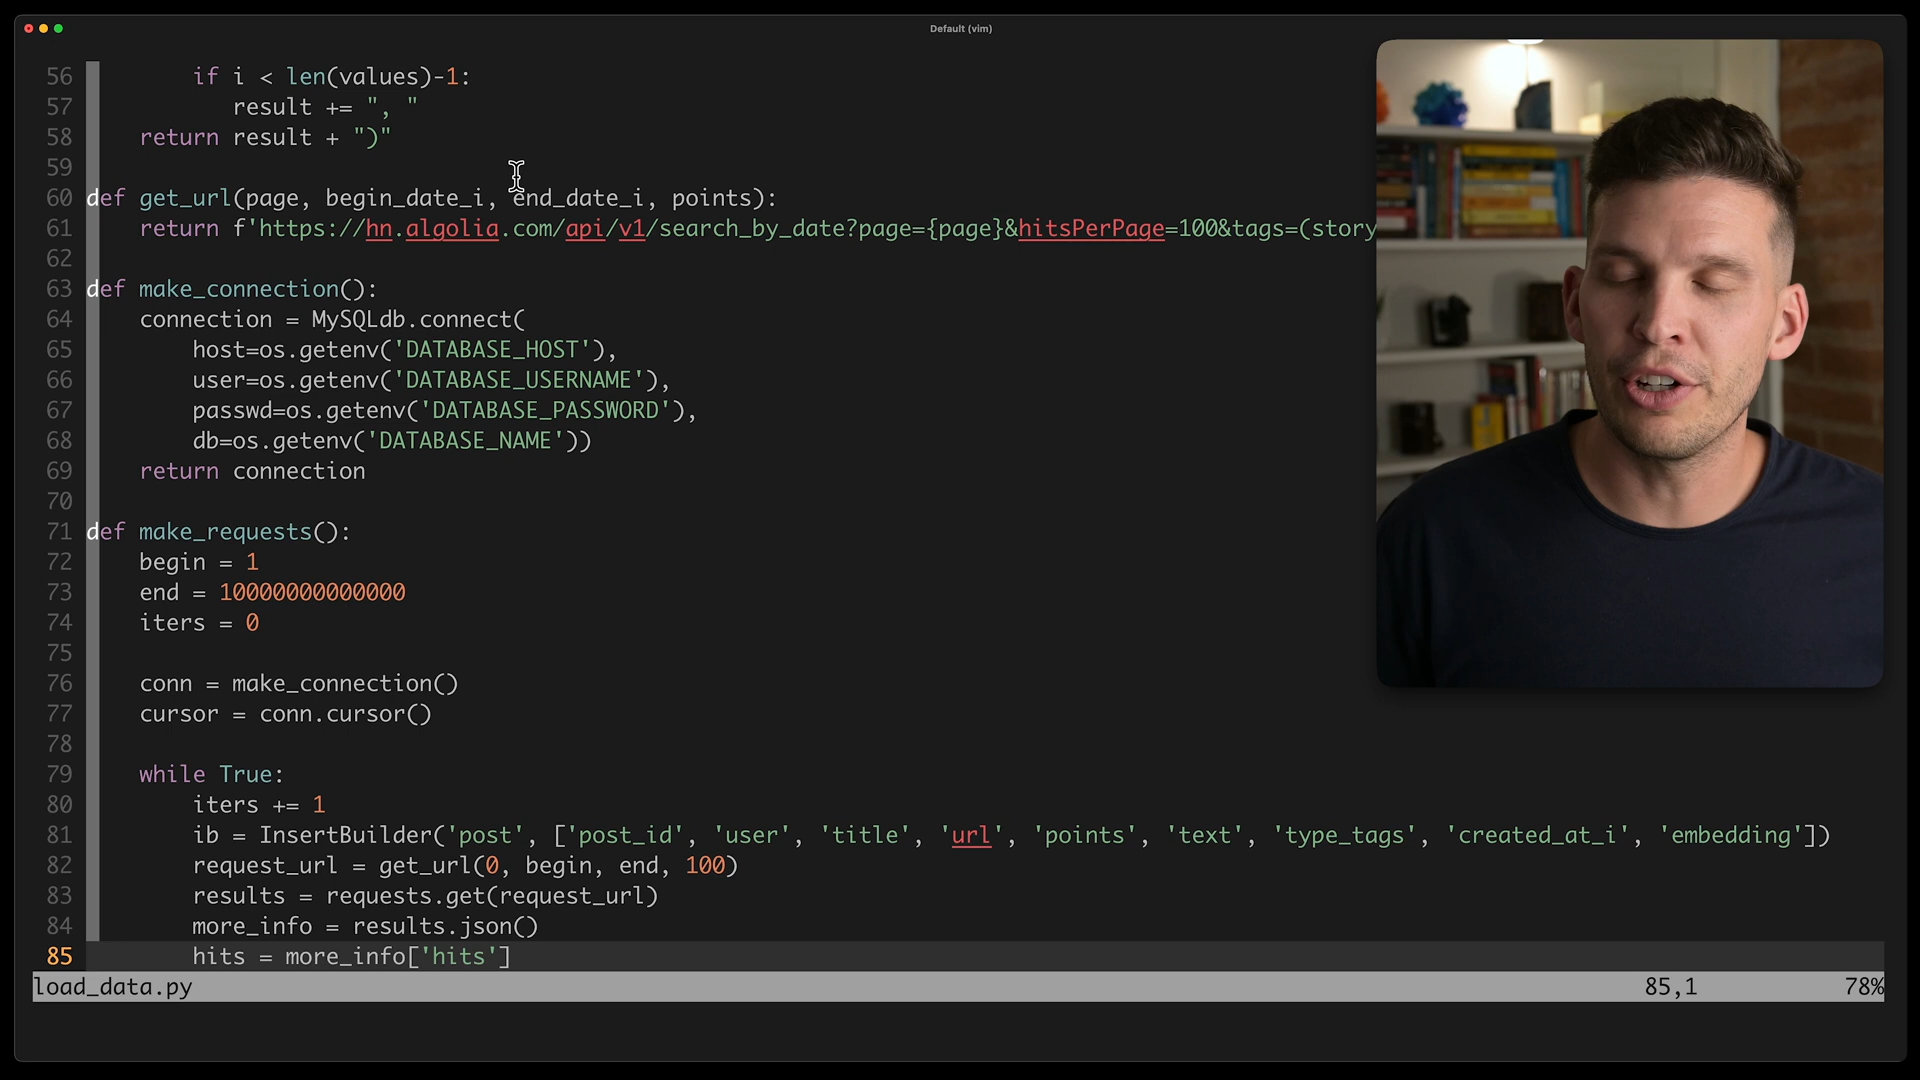 Default (vim)
56 if i < len(values)-1:
57 result += ", "
58 return result + ")"
59
60 def get_url(page, begin_date_i, end_date_i, points):
61 return f'https://hn.algolia.com/api/v1/search_by_date?page={page}&hitsPerPage=100&tags=(story
62
63 def make_connection():
64 connection = MySQLdb.connect(
65 host=os.getenv('DATABASE_HOST'),
66 user=os.getenv('DATABASE_USERNAME'),
67 passwd=os.getenv('DATABASE_PASSWORD'),
68 db=os.getenv('DATABASE_NAME'))
69 return connection
70
71 def make_requests():
72 begin = 1
73 end = 10000000000000
74 iters = 0
75
76 conn = make_connection()
77 cursor = conn.cursor()
78
79 while True:
80 iters += 1
81 ib = InsertBuilder('post', ['post_id', 'user', 'title', 'url', 'points', 'text', 'type_tags', 'created_at_i', 'embedding'])
82 request_url = get_url(0, begin, end, 100)
83 results = requests.get(request_url)
84 more_info = results.json()
85 hits = more_info['hits']
load_data.py 85,1 78%